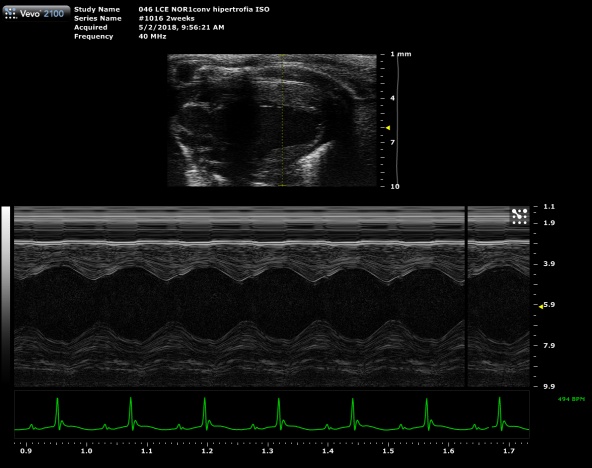 Vevo 2100
Study Name 046 LCE NOR1conv hipertrofia ISO
Series Name #1016 2weeks
Acquired 5/2/2018, 9:56:21 AM
Frequency 40 MHz
1 mm
4
7
10
1.1
1.9
3.9
5.9
7.9
9.9
494 BPM
0.9 1.0 1.1 1.2 1.3 1.4 1.5 1.6 1.7